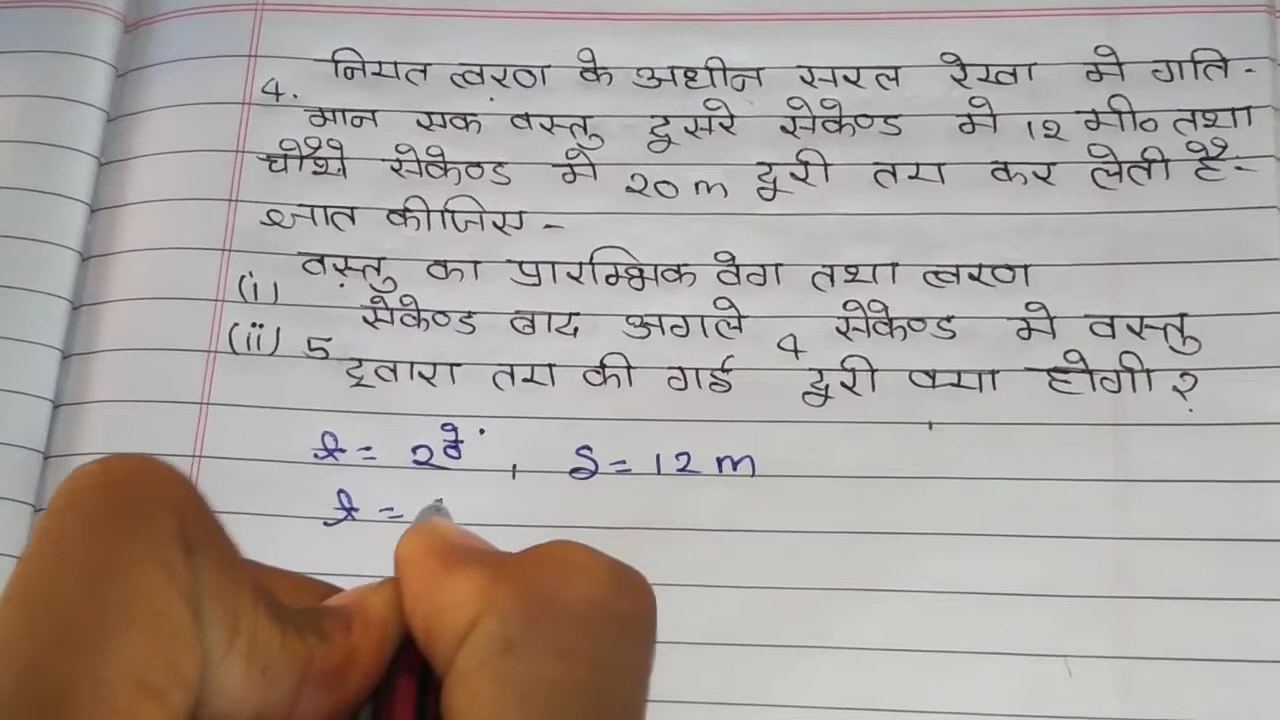 4. नियत त्वरण के अधीन सरल रेखा मे गति-
मान एक वस्तु दूसरे सेकेण्ड मे 12 मी० तथा
चौथे सेकेण्ड मे 20 m दूरी तय कर लेती है-
ज्ञात कीजिए -
(i) वस्तु का प्रारम्भिक वेग तथा त्वरण
(ii) 5 सेकेण्ड बाद अगले 4 सेकेण्ड मे वस्तु
द्वारा तय की गई दूरी क्या होगी ?
t = 2 से॰ , S = 12 m
t =